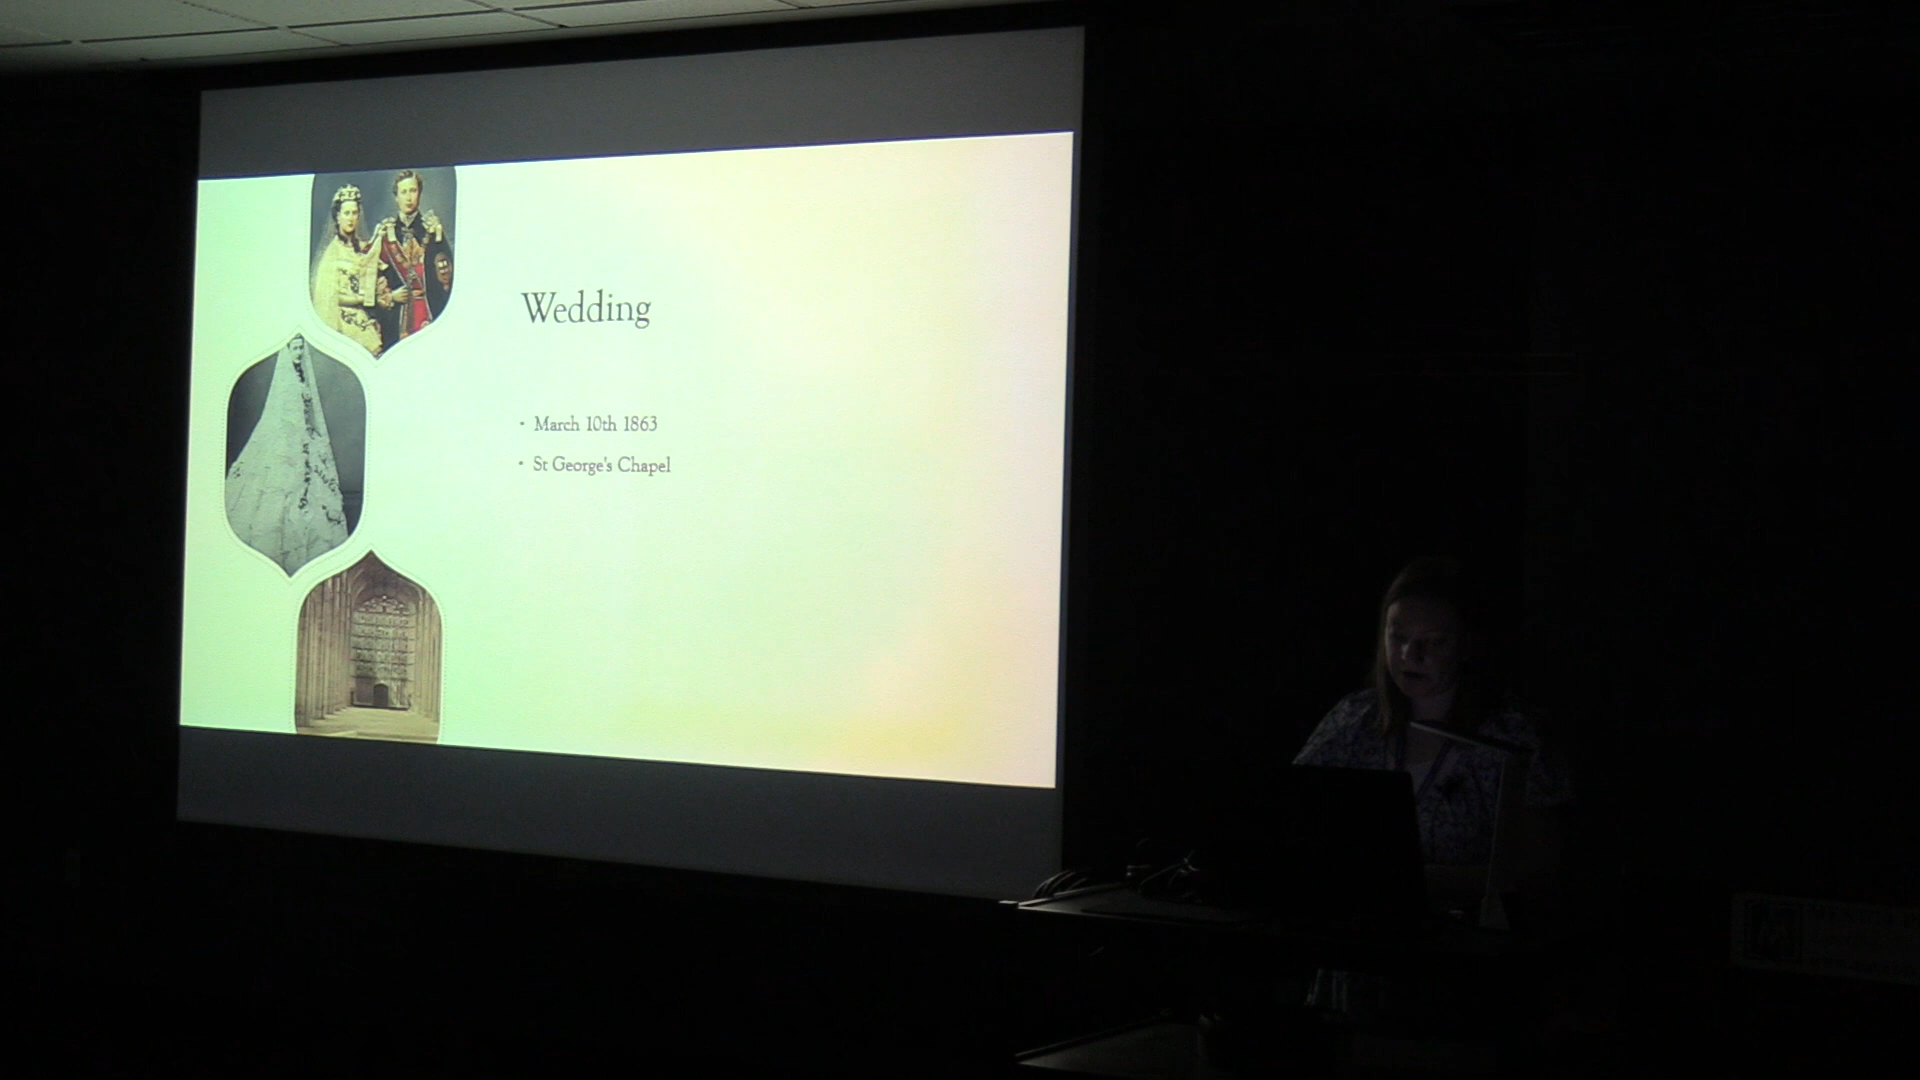 Wedding
• March 10th 1863
• St George's Chapel